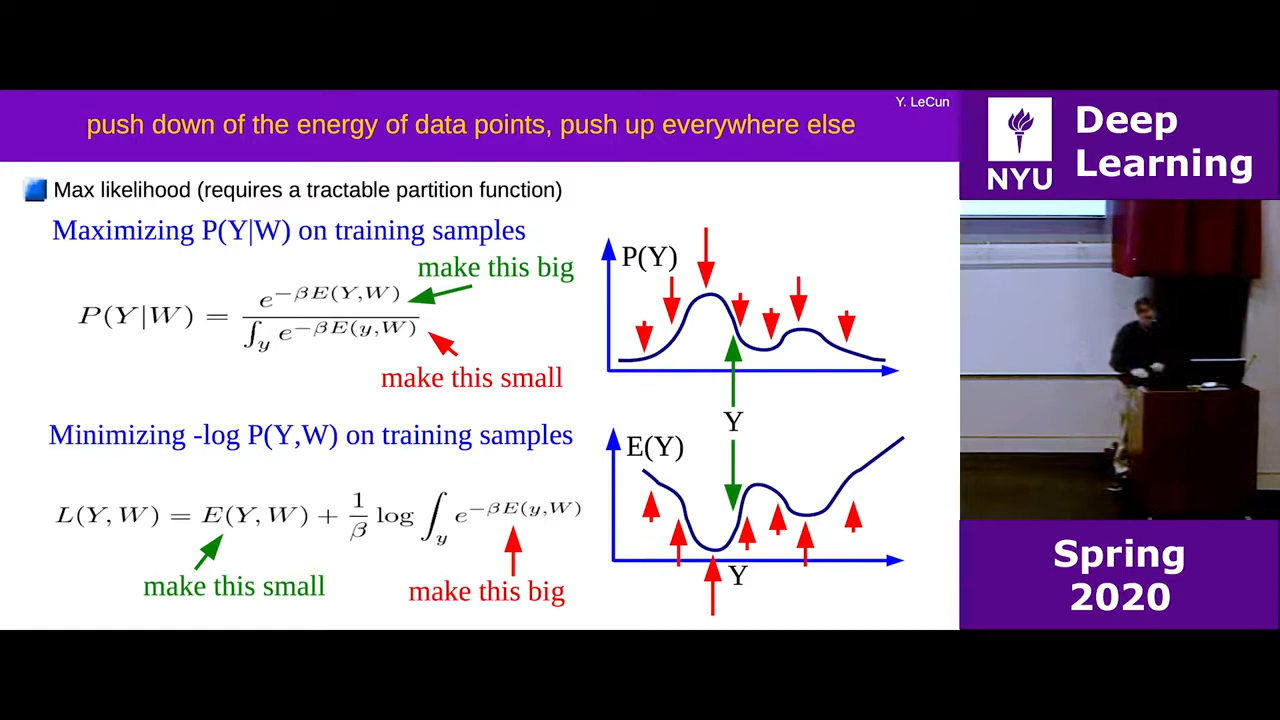 Y. LeCun
push down of the energy of data points, push up everywhere else
Max likelihood (requires a tractable partition function)
Maximizing P(Y|W) on training samples
make this big
P(Y|W) = e^{−βE(Y,W)} / ∫_y e^{−βE(y,W)}
make this small
Minimizing -log P(Y,W) on training samples
L(Y, W) = E(Y, W) + 1/β log ∫_y e^{−βE(y,W)}
make this small
make this big
P(Y)
Y
E(Y)
Y
NYU
Deep
Learning
Spring
2020